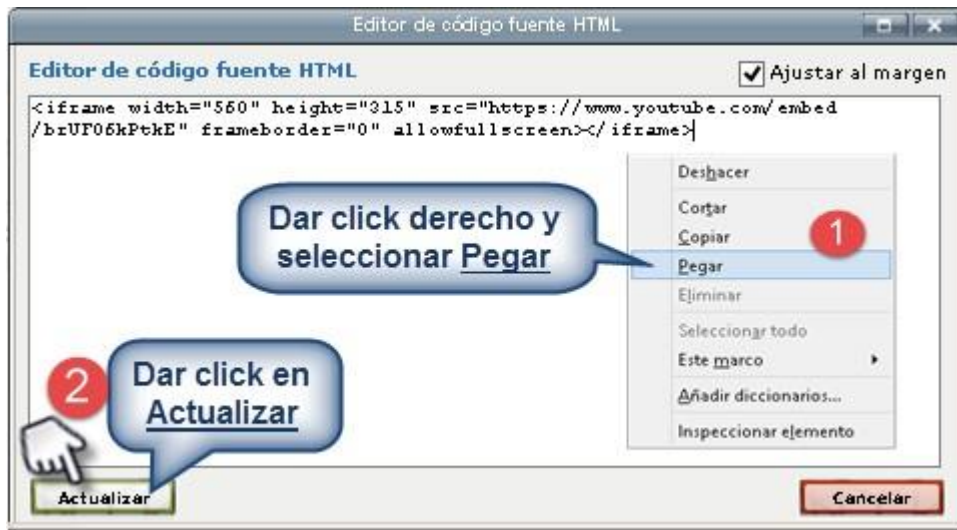 Editor de código fuente HTML
Editor de código fuente HTML
Ajustar al margen
<iframe width="560" height="315" src="https://www.youtube.com/embed
/brUF06kPtkE" frameborder="0" allowfullscreen></iframe>
Deshacer
Cortar
Copiar
1
Pegar
Eliminar
Seleccionar todo
Este marco
Añadir diccionarios...
Inspeccionar elemento
Dar click derecho y
seleccionar Pegar
2
Dar click en
Actualizar
Actualizar
Cancelar